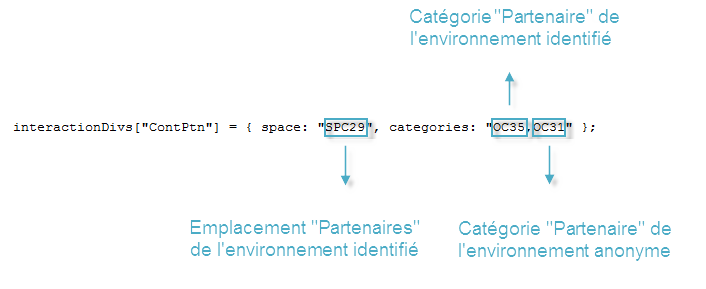 Catégorie "Partenaire" de
l'environnement identifié
interactionDivs["ContPtn"] = { space: "SPC29", categories: "OC35,OC31" };
Emplacement "Partenaires"
de l'environnement identifié
Catégorie "Partenaire" de
l'environnement anonyme